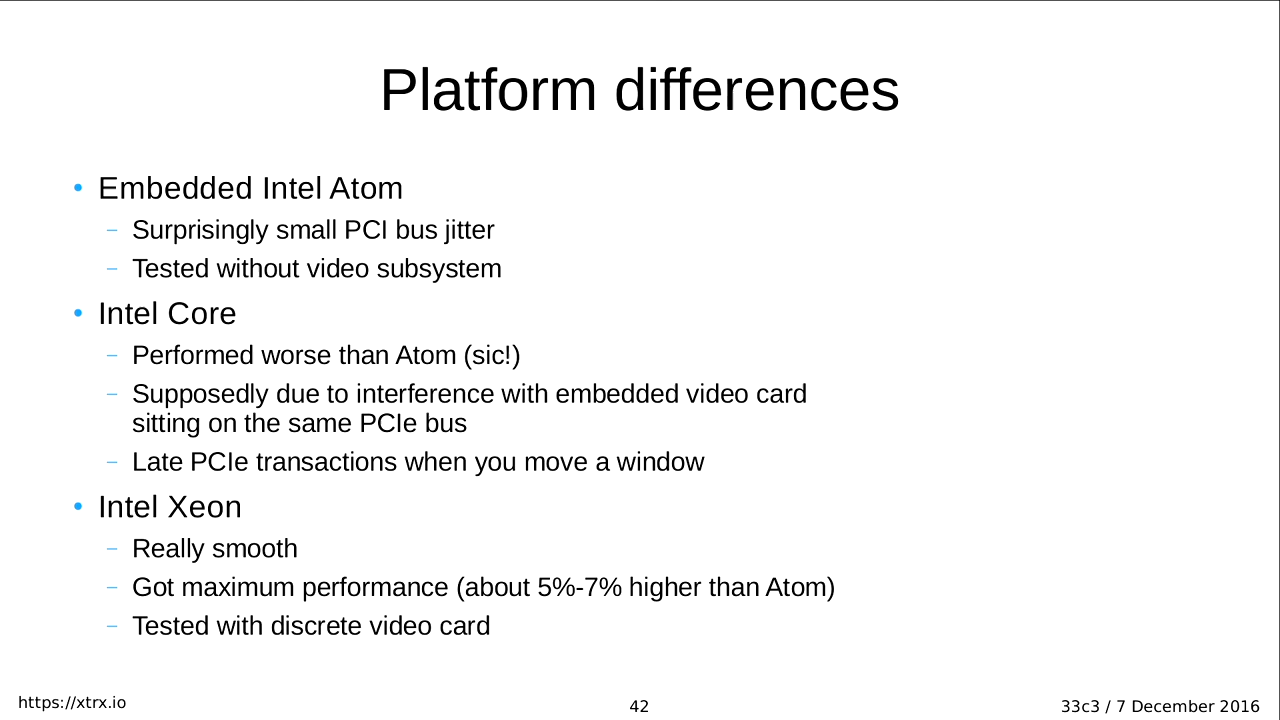 Platform differences
• Embedded Intel Atom
– Surprisingly small PCI bus jitter
– Tested without video subsystem
• Intel Core
– Performed worse than Atom (sic!)
– Supposedly due to interference with embedded video card
sitting on the same PCIe bus
– Late PCIe transactions when you move a window
• Intel Xeon
– Really smooth
– Got maximum performance (about 5%-7% higher than Atom)
– Tested with discrete video card
https://xtrx.io
42
33c3 / 7 December 2016